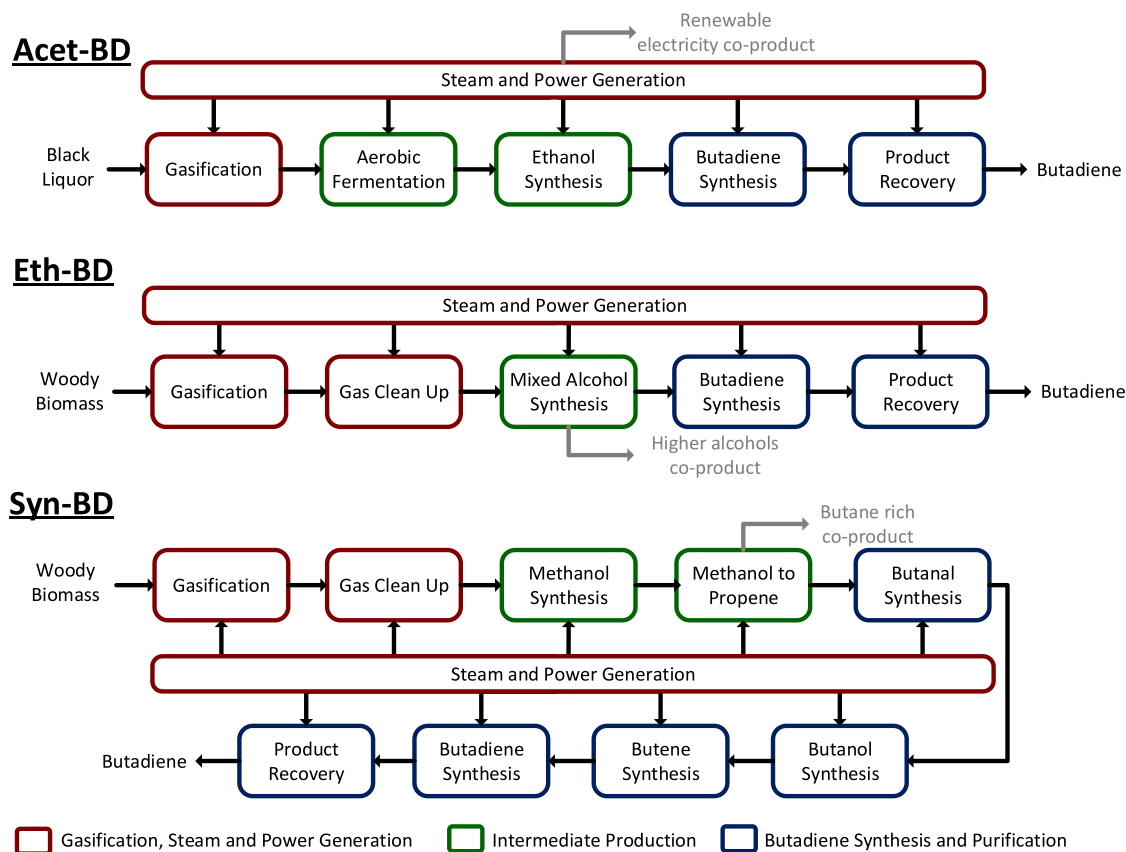 Acet-BD
Renewable
electricity co-product
Steam and Power Generation
Black
Liquor
Gasification
Aerobic
Fermentation
Ethanol
Synthesis
Butadiene
Synthesis
Product
Recovery
Butadiene
Eth-BD
Steam and Power Generation
Woody
Biomass
Gasification
Gas Clean Up
Mixed Alcohol
Synthesis
Butadiene
Synthesis
Product
Recovery
Butadiene
Higher alcohols
co-product
Syn-BD
Butane rich
co-product
Woody
Biomass
Gasification
Gas Clean Up
Methanol
Synthesis
Methanol to
Propene
Butanal
Synthesis
Steam and Power Generation
Butadiene
Product
Recovery
Butadiene
Synthesis
Butene
Synthesis
Butanol
Synthesis
Gasification, Steam and Power Generation
Intermediate Production
Butadiene Synthesis and Purification